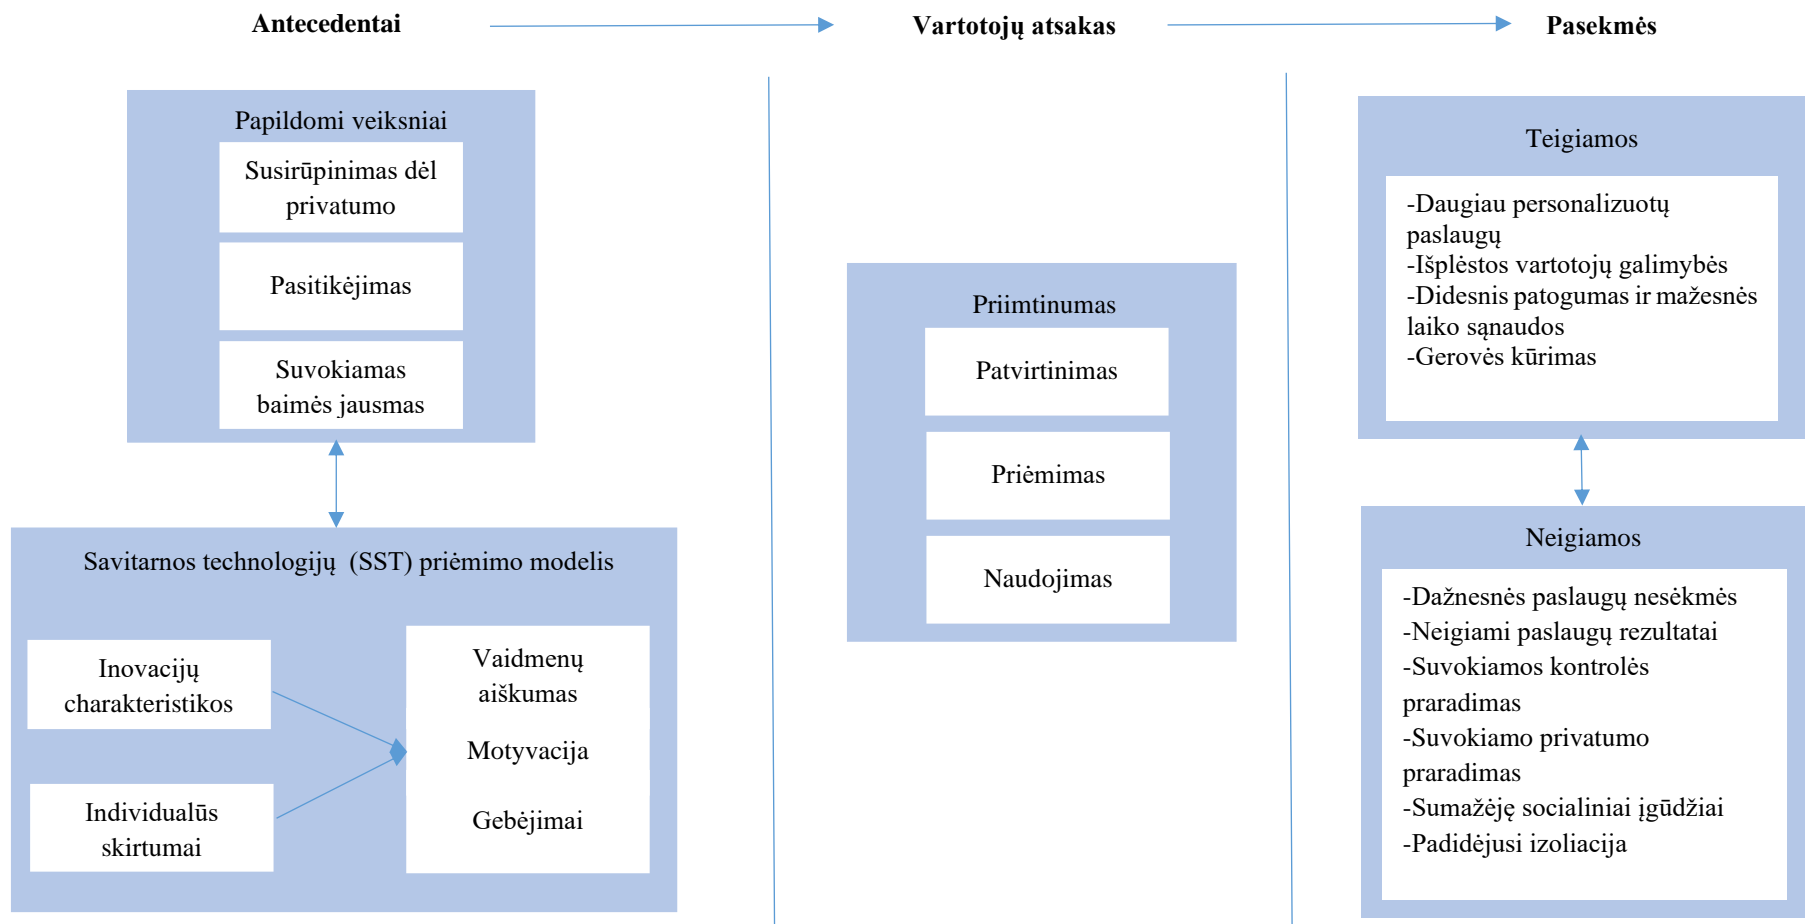 Antecedentai
Vartotojų atsakas
Pasekmės
Papildomi veiksniai
Susirūpinimas dėl
privatumo
Pasitikėjimas
Suvokiamas
baimės jausmas
Savitarnos technologijų (SST) priėmimo modelis
Inovacijų
charakteristikos
Individualūs
skirtumai
Vaidmenų
aiškumas
Motyvacija
Gebėjimai
Priimtinumas
Patvirtinimas
Priėmimas
Naudojimas
Teigiamos
-Daugiau personalizuotų
paslaugų
-Išplėstos vartotojų galimybės
-Didesnis patogumas ir mažesnės
laiko sąnaudos
-Gerovės kūrimas
Neigiamos
-Dažnesnės paslaugų nesėkmės
-Neigiami paslaugų rezultatai
-Suvokiamos kontrolės
praradimas
-Suvokiamo privatumo
praradimas
-Sumažėję socialiniai įgūdžiai
-Padidėjusi izoliacija